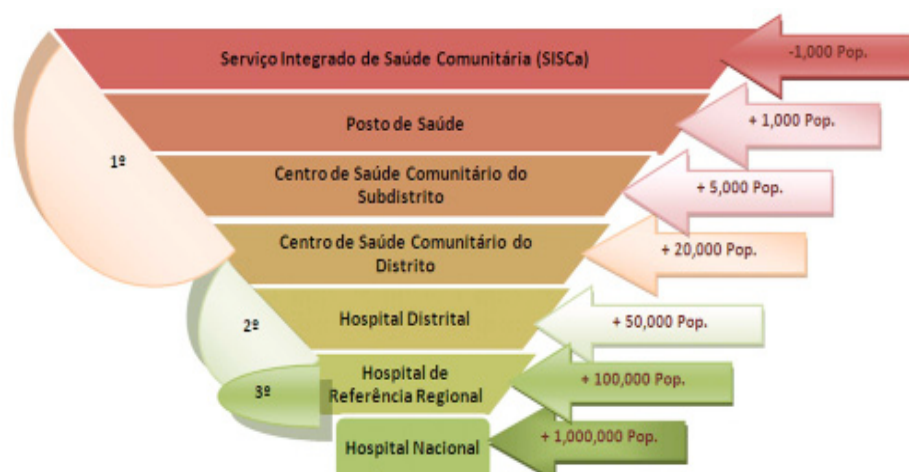 Serviço Integrado de Saúde Comunitária (SISCa)
-1,000 Pop.
Posto de Saúde
+ 1,000 Pop.
1º
Centro de Saúde Comunitário do
Subdistrito
+ 5,000 Pop.
Centro de Saúde Comunitário do
Distrito
+ 20,000 Pop.
2º
Hospital Distrital
+ 50,000 Pop.
3º
Hospital de
Referência Regional
+ 100,000 Pop.
Hospital Nacional
+ 1,000,000 Pop.